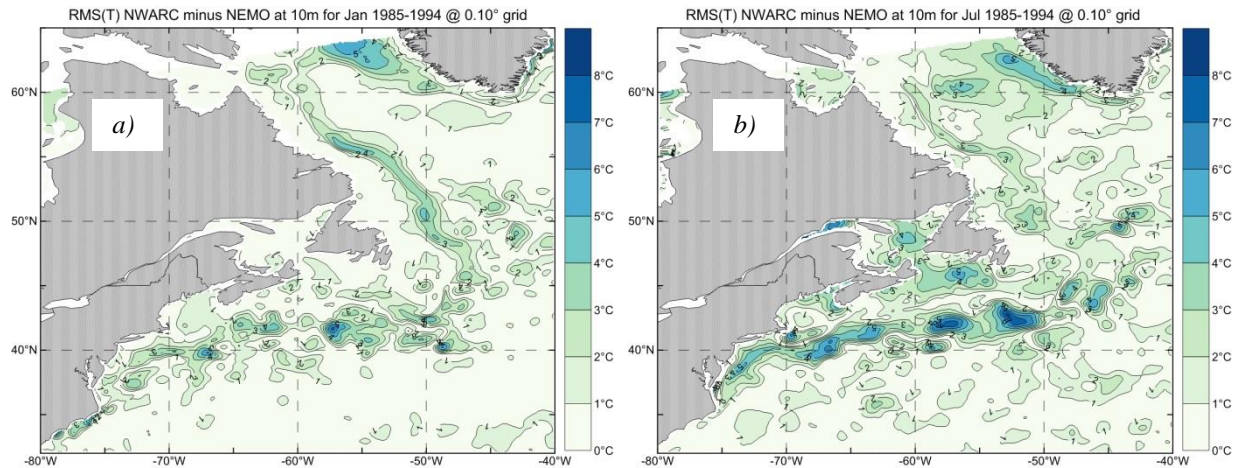 RMS(T) NWARC minus NEMO at 10m for Jan 1985-1994 @ 0.10° grid
a)
60°N
50°N
40°N
-80°W -70°W -60°W -50°W -40°W
8°C
7°C
6°C
5°C
4°C
3°C
2°C
1°C
0°C
RMS(T) NWARC minus NEMO at 10m for Jul 1985-1994 @ 0.10° grid
b)
60°N
50°N
40°N
-80°W -70°W -60°W -50°W -40°W
8°C
7°C
6°C
5°C
4°C
3°C
2°C
1°C
0°C